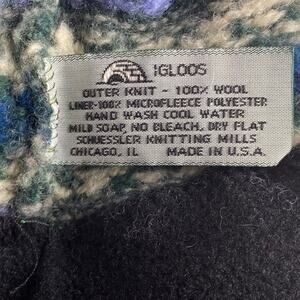 IGLOOS
OUTER KNIT - 100% WOOL
LINER-100% MICROFLEECE POLYESTER
HAND WASH COOL WATER
MILD SOAP, NO BLEACH, DRY FLAT
SCHUESSLER KNITTING MILLS
CHICAGO, IL MADE IN U.S.A.